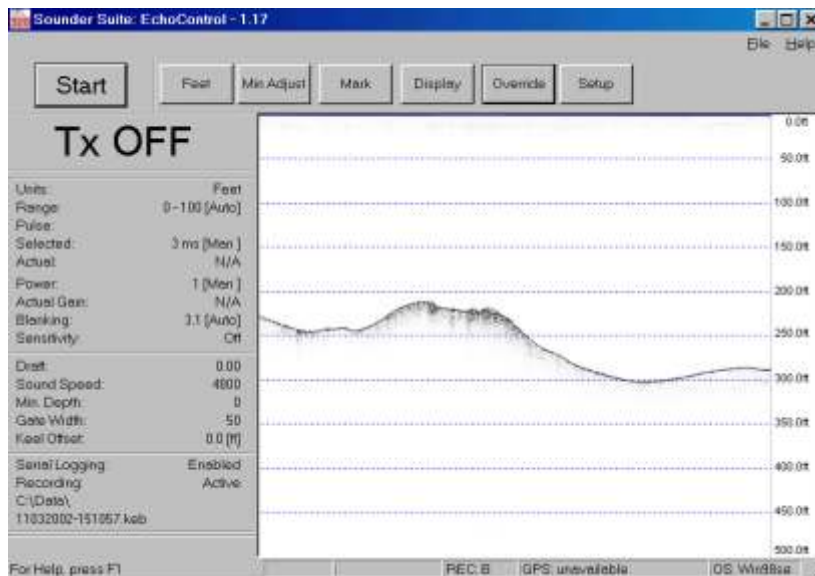 Sounder Suite: EchoControl - 1.17
File Help
Start Feet Min Adjust Mark Display Override Setup
Tx OFF
Units: Feet
Range: 0-100 [Auto]
Pulse:
Selected: 3 ms [Man ]
Actual: N/A
Power: 1 [Man ]
Actual Gain: N/A
Blanking: 3.1 [Auto]
Sensitivity: Off
Draft: 0.00
Sound Speed: 4800
Min. Depth: 0
Gate Width: 50
Keel Offset: 0.0 [ft]
Serial Logging: Enabled
Recording: Active
C:\Data\
11032002-151057.keb
0.0ft
50.0ft
100.0ft
150.0ft
200.0ft
250.0ft
300.0ft
350.0ft
400.0ft
450.0ft
500.0ft
For Help, press F1 REC: 8 GPS: unavailable OS: Win98se